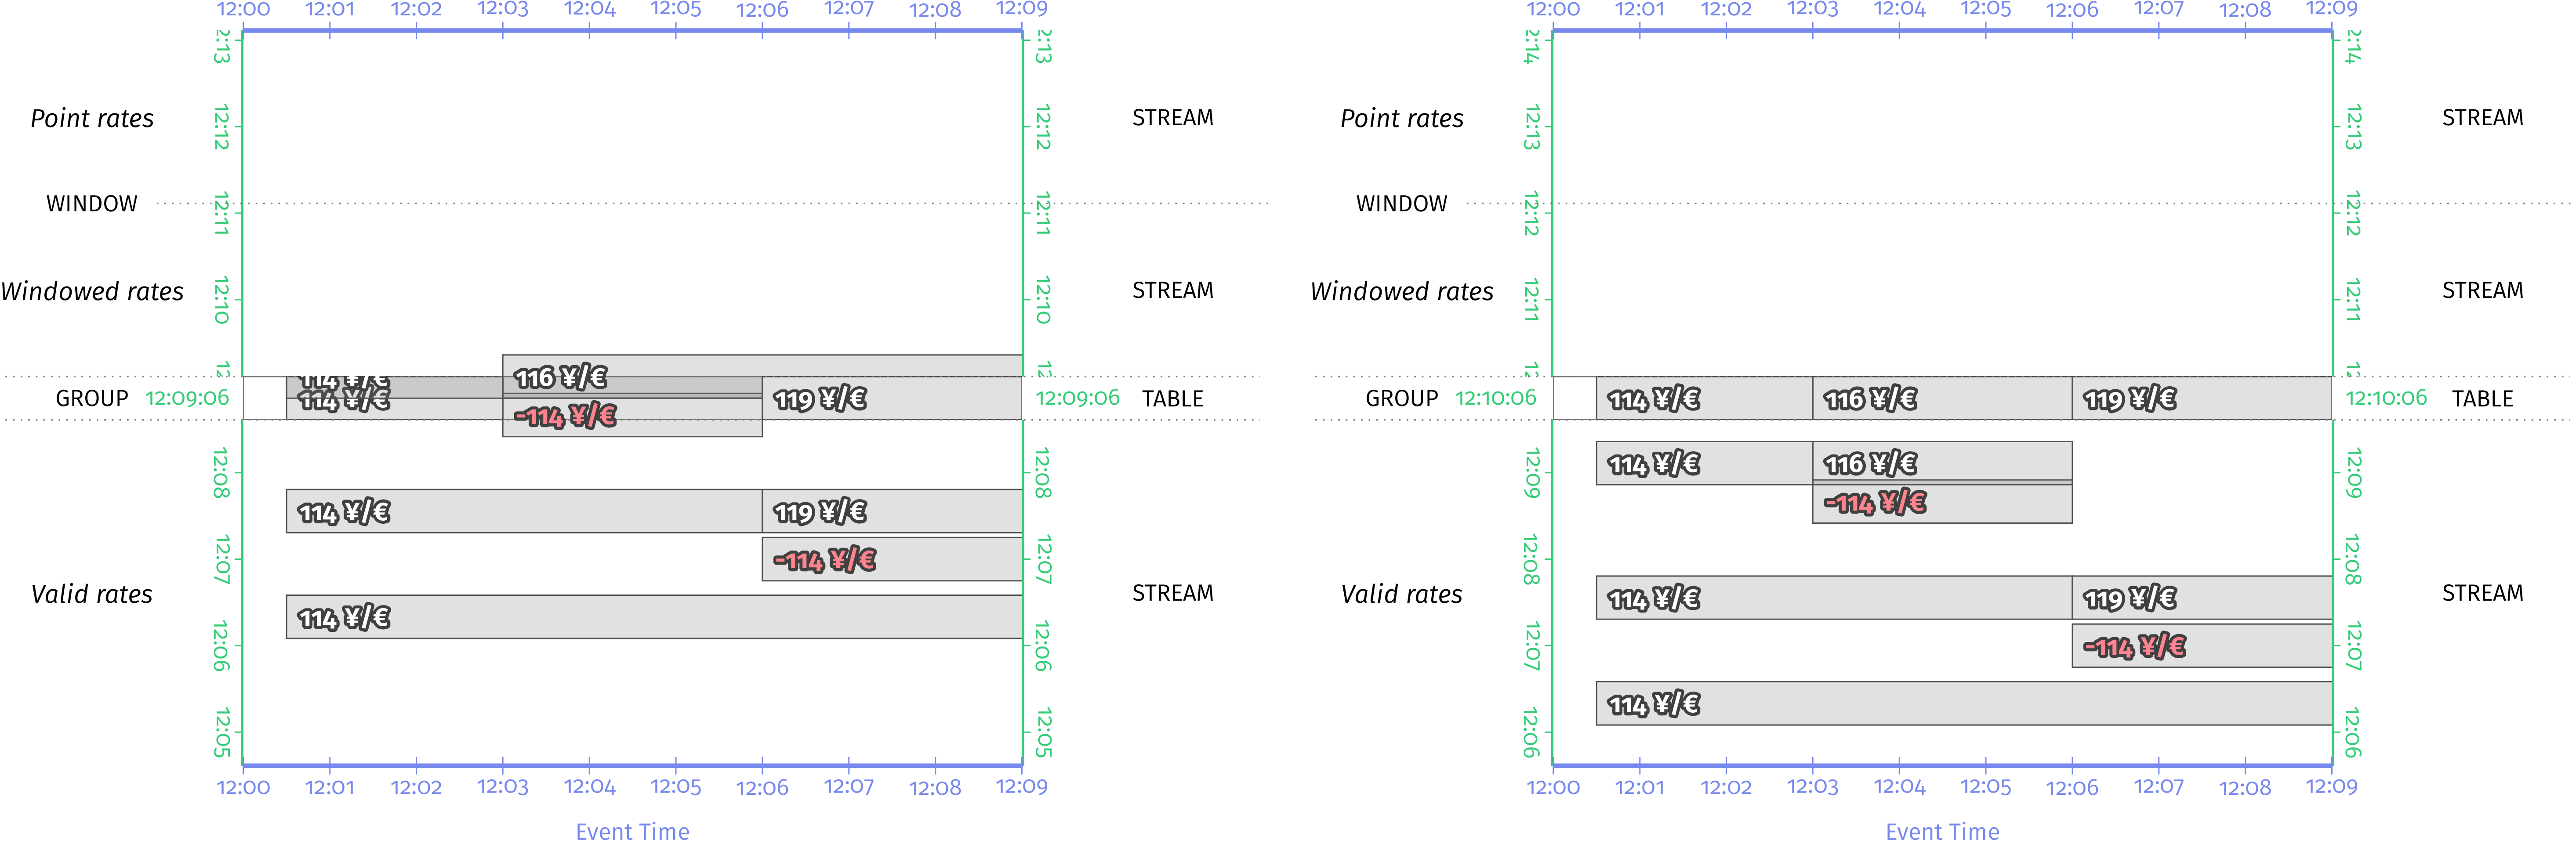 12:00 12:01 12:02 12:03 12:04 12:05 12:06 12:07 12:08 12:09
2:13 2:13
Point rates 12:12 12:12 STREAM
WINDOW 12:11 12:11
Windowed rates 12:10 12:10 STREAM
12 12
114 ¥/€ 116 ¥/€
GROUP 12:09:06 114 ¥/€ 119 ¥/€ 12:09:06 TABLE
-114 ¥/€
12:08 12:08
114 ¥/€ 119 ¥/€
12:07 -114 ¥/€ 12:07
Valid rates STREAM
114 ¥/€
12:06 12:06
12:05 12:05
12:00 12:01 12:02 12:03 12:04 12:05 12:06 12:07 12:08 12:09
Event Time
12:00 12:01 12:02 12:03 12:04 12:05 12:06 12:07 12:08 12:09
2:14 2:14
Point rates 12:13 12:13 STREAM
WINDOW 12:12 12:12
Windowed rates 12:11 12:11 STREAM
12 12
GROUP 12:10:06 114 ¥/€ 116 ¥/€ 119 ¥/€ 12:10:06 TABLE
12:09 114 ¥/€ 116 ¥/€ 12:09
-114 ¥/€
12:08 12:08
Valid rates 114 ¥/€ 119 ¥/€ STREAM
12:07 -114 ¥/€ 12:07
114 ¥/€
12:06 12:06
12:00 12:01 12:02 12:03 12:04 12:05 12:06 12:07 12:08 12:09
Event Time